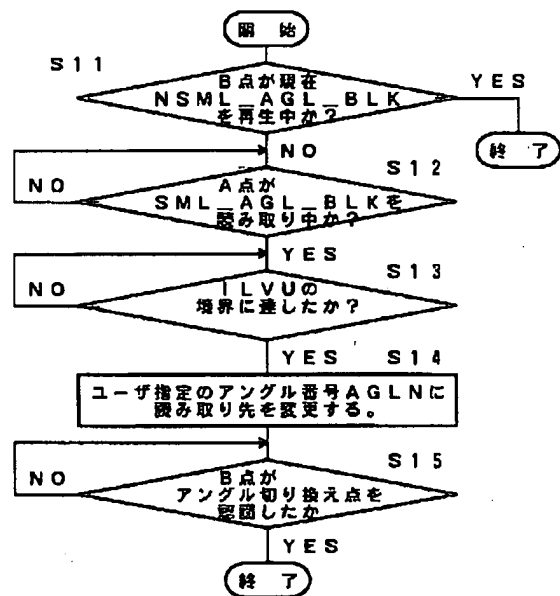 開 始
S11
B点が現在
NSML_AGL_BLK
を再生中か?
YES
終 了
NO
S12
A点が
SML_AGL_BLKを
読み取り中か?
NO
YES
S13
ILVUの
境界に達したか?
NO
YES
S14
ユーザ指定のアングル番号AGLNに
読み取り先を変更する。
S15
B点が
アングル切り換え点を
認図したか
NO
YES
終 了